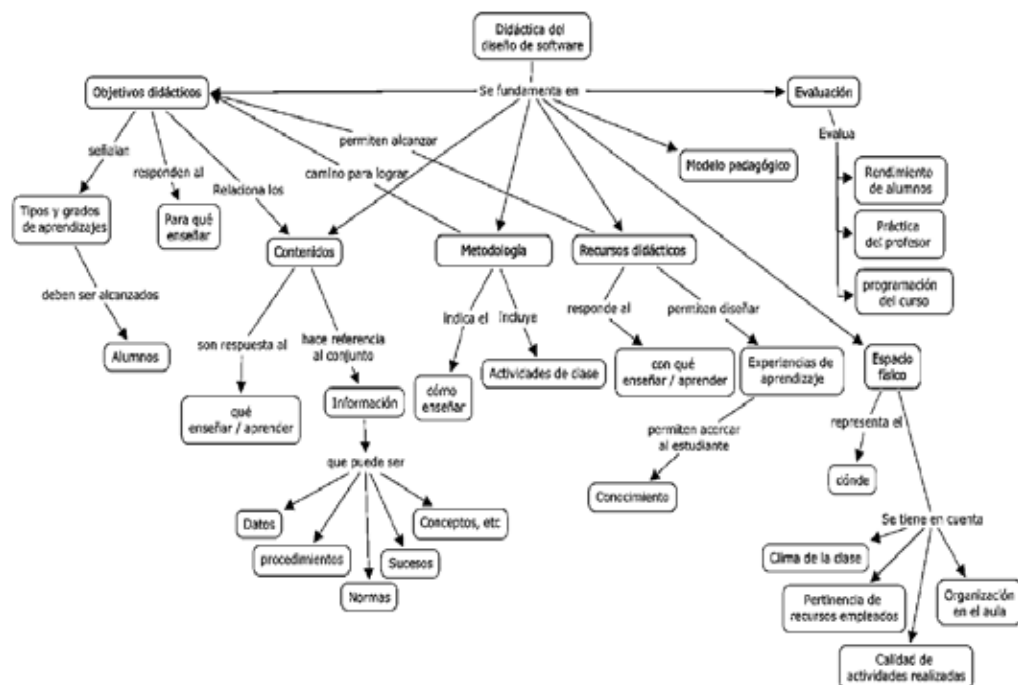 Didáctica del
diseño de software
Se fundamenta en
Objetivos didácticos
Evaluación
permiten alcanzar
camino para lograr
señalan
responden al
Relaciona los
Evalua
Modelo pedagógico
Rendimiento
de alumnos
Tipos y grados
de aprendizajes
Para qué
enseñar
Práctica
del profesor
Contenidos
Metodología
Recursos didácticos
programación
del curso
deben ser alcanzados
Alumnos
son respuesta al
hace referencia
al conjunto
indica el
incluye
responde al
permiten diseñar
qué
enseñar / aprender
Información
cómo
enseñar
Actividades de clase
con qué
enseñar / aprender
Experiencias de
aprendizaje
Espacio
físico
que puede ser
permiten acercar
al estudiante
representa el
Conocimiento
dónde
Datos
procedimientos
Normas
Sucesos
Conceptos, etc
Se tiene en cuenta
Clima de la clase
Pertinencia de
recursos empleados
Organización
en el aula
Calidad de
actividades realizadas